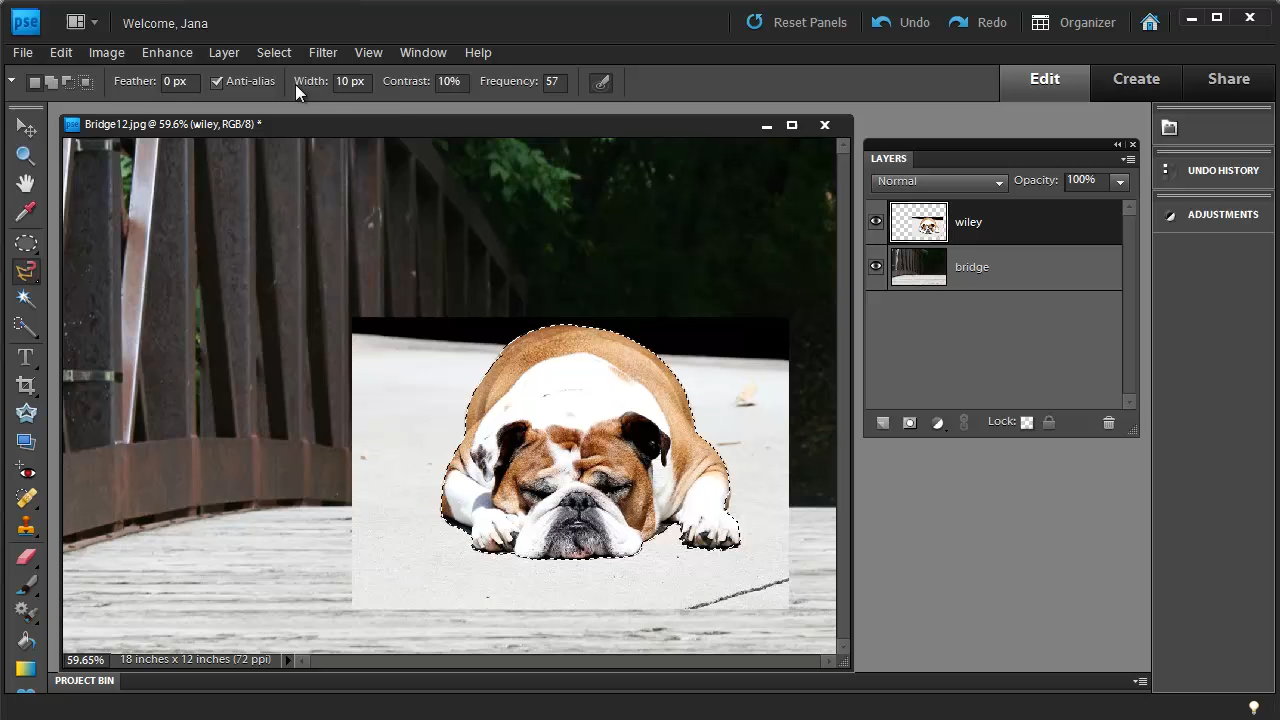 pse Welcome, Jana Reset Panels Undo Redo Organizer
File Edit Image Enhance Layer Select Filter View Window Help
Feather: 0 px Anti-alias Width: 10 px Contrast: 10% Frequency: 57 Edit Create Share
Bridge12.jpg @ 59.6% (wiley, RGB/8) *
LAYERS
Normal Opacity: 100%
wiley
bridge
Lock:
UNDO HISTORY
ADJUSTMENTS
59.65% 18 inches x 12 inches (72 ppi)
PROJECT BIN